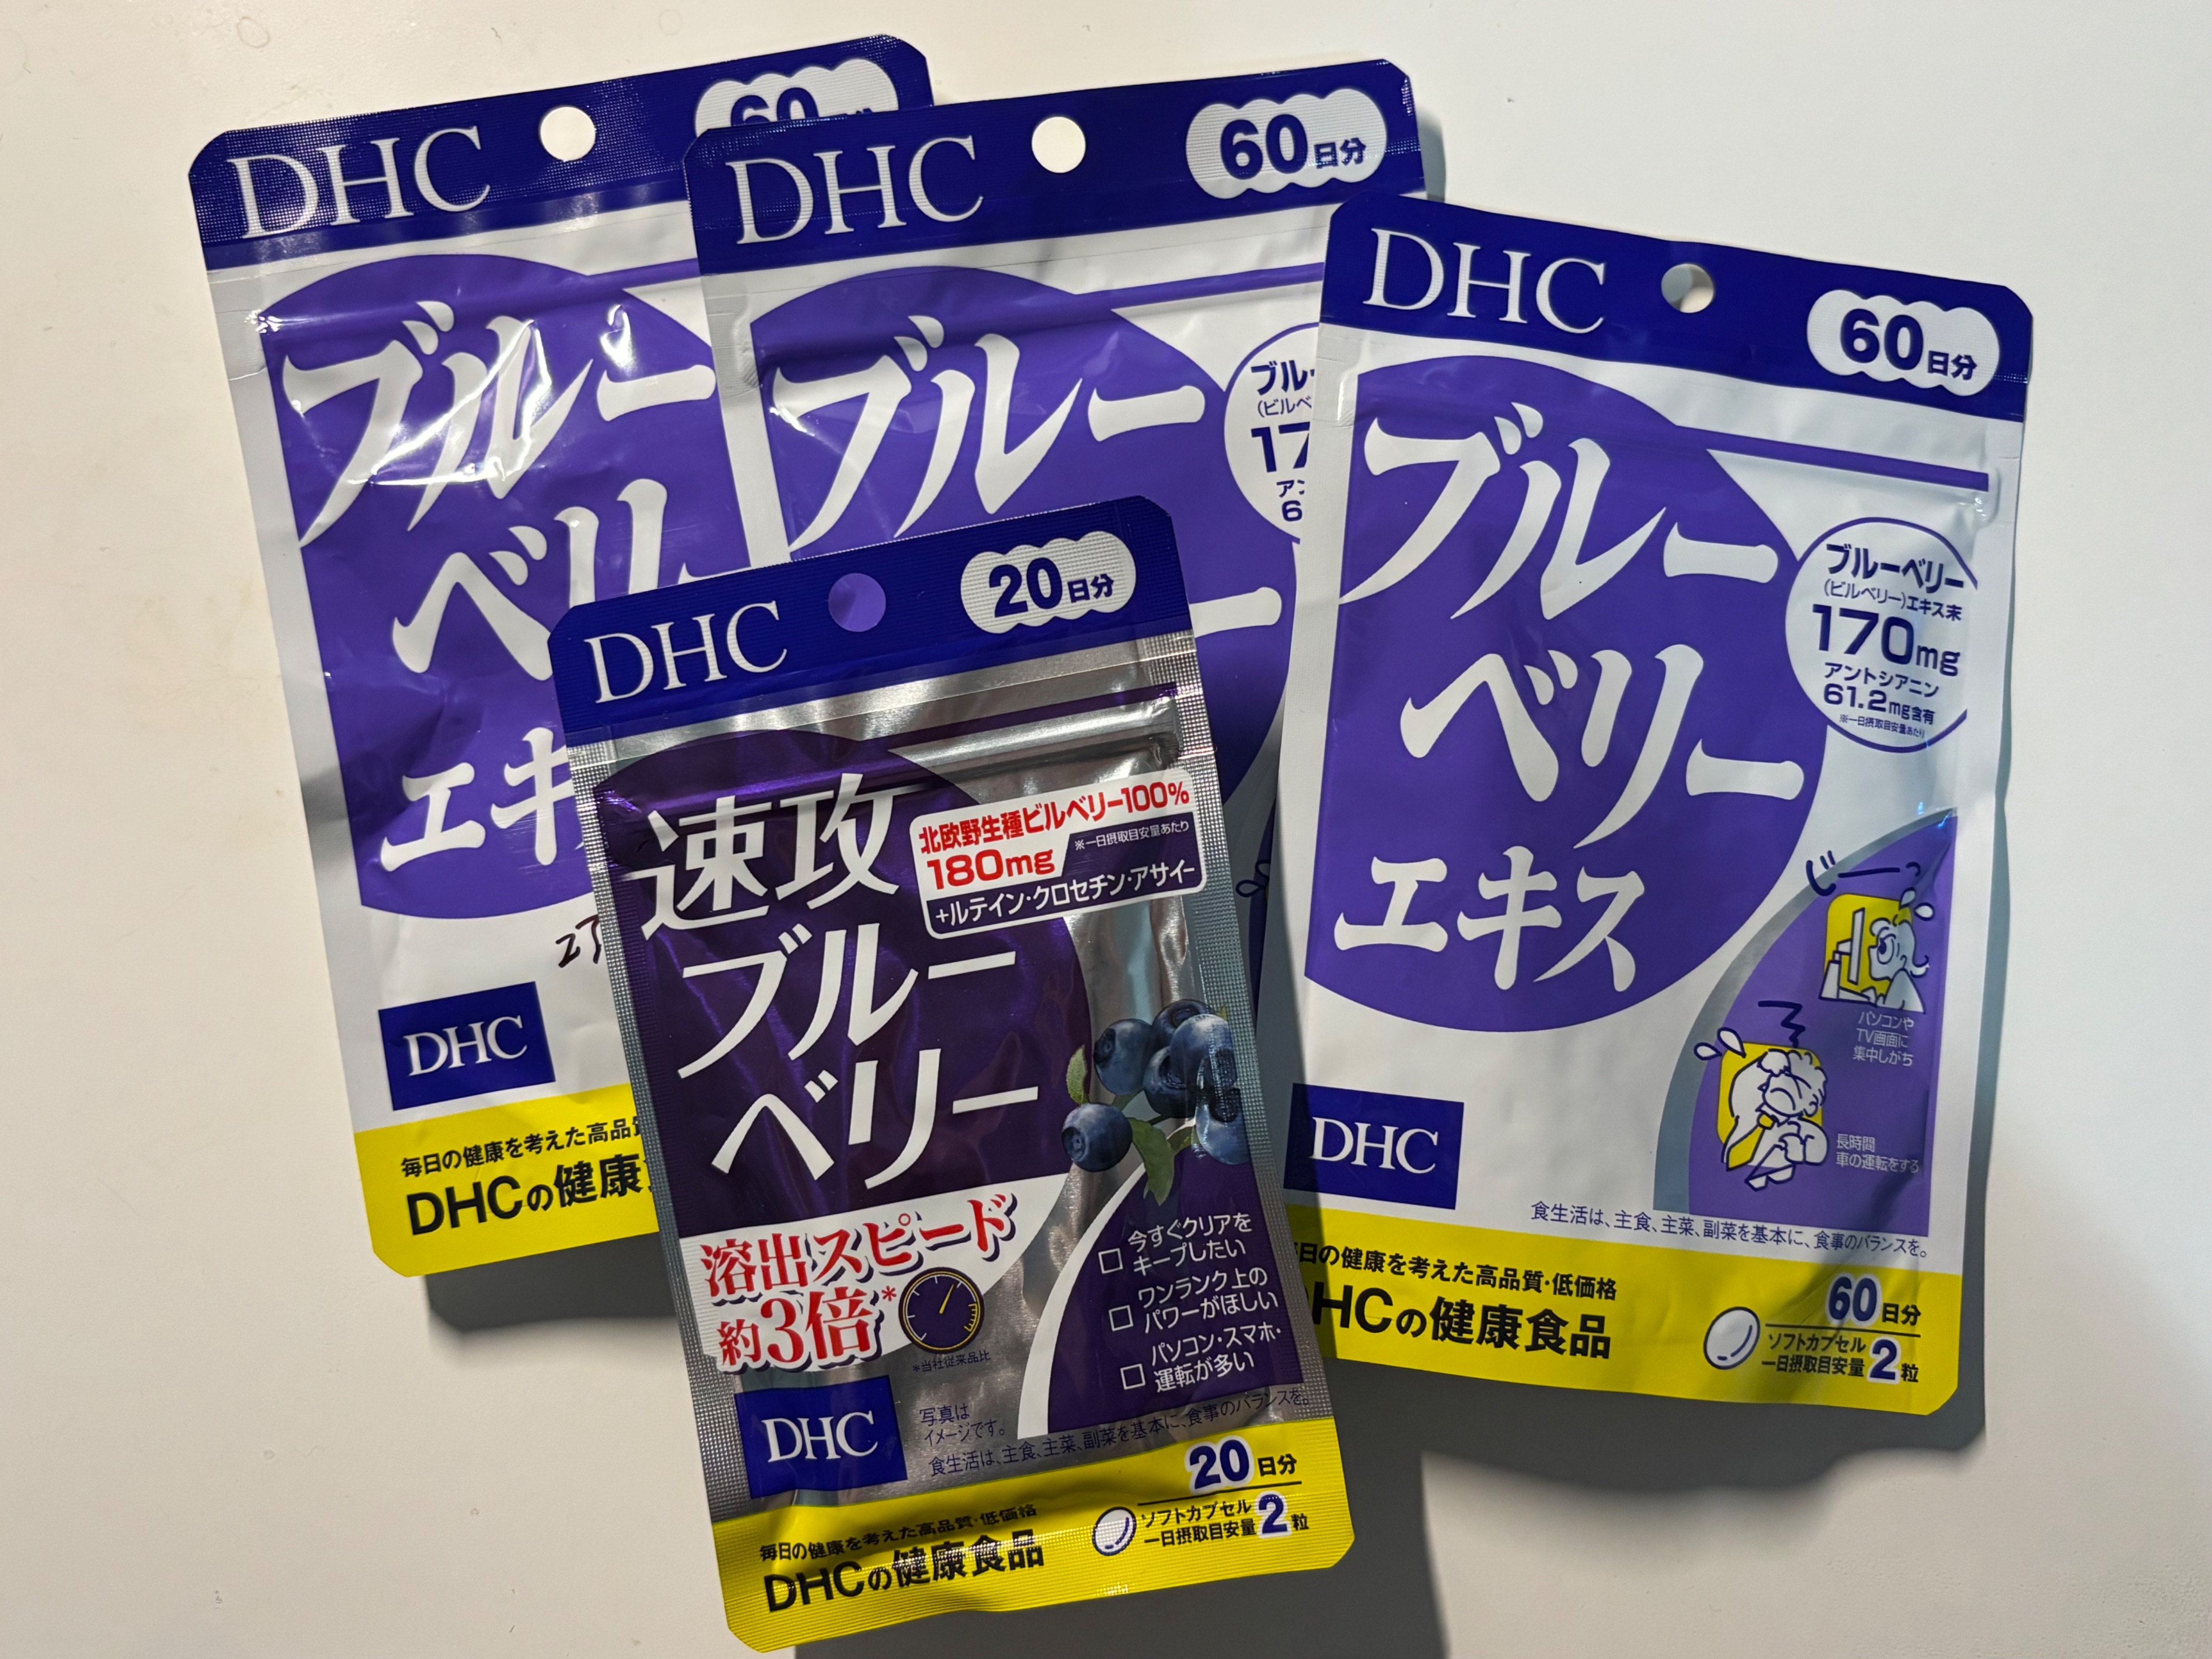 DHC
60
ブルー
ベリ
エキ
DHC
毎日の健康を考えた高品質
DHCの健康
DHC
60日分
ブルー
ー
ブル
(ビルベ
17
6
DHC
60日分
ブルー
ベリー
エキス
ブルーベリー
(ビルベリー)エキス末
170mg
アントシアニン
61.2mg含有
※一日摂取目安量あたり
じーっ
パソコンや
TV画面に
集中しがち
長時間
車の運転をする
DHC
食生活は、主食、主菜、副菜を基本に、食事のバランスを。
日の健康を考えた高品質・低価格
HCの健康食品
60日分
ソフトカプセル
一日摂取目安量2粒
DHC
20日分
速攻
ブルー
ベリー
北欧野生種ビルベリー100%
180mg ※一日摂取目安量あたり
+ルテイン・クロセチン・アサイー
溶出スピード
約3倍*
*当社従来品比
□ 今すぐクリアを
キープしたい
□ ワンランク上の
パワーがほしい
□ パソコン・スマホ・
運転が多い
DHC
写真は
イメージです。
食生活は、主食、主菜、副菜を基本に、食事のバランスを。
毎日の健康を考えた高品質・低価格
DHCの健康食品
20日分
ソフトカプセル
一日摂取目安量2粒